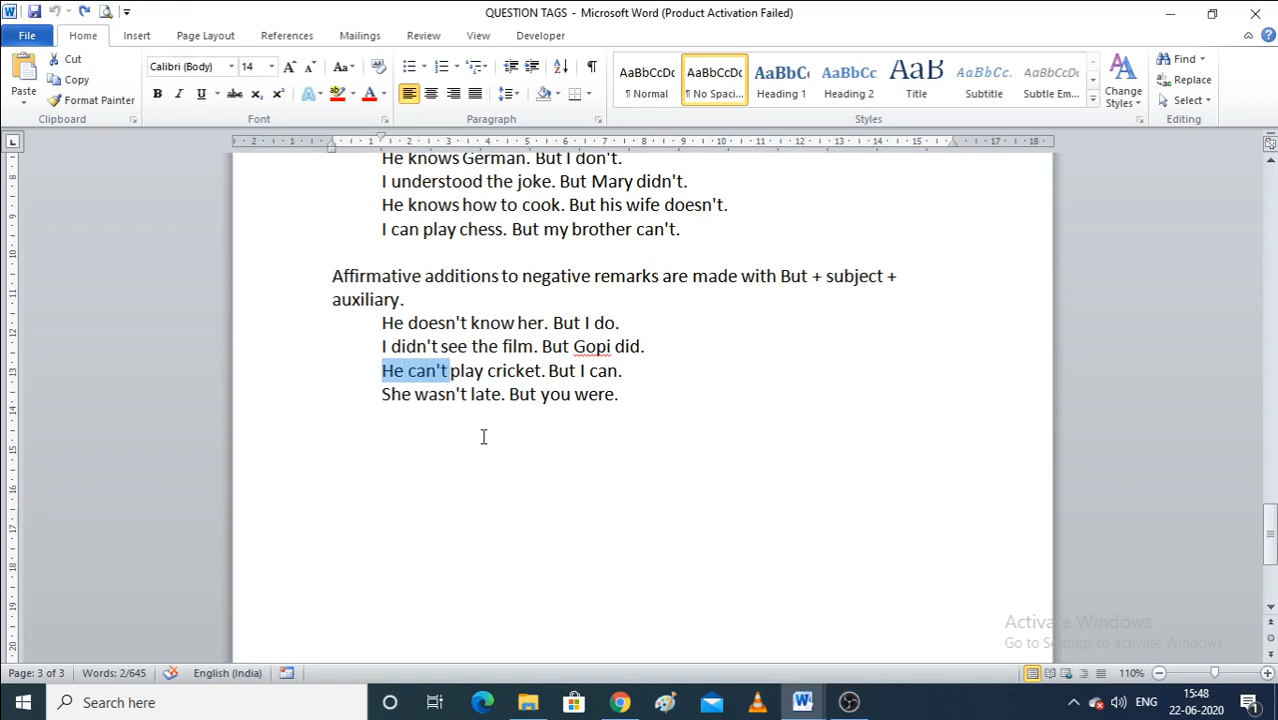 QUESTION TAGS - Microsoft Word (Product Activation Failed)
File Home Insert Page Layout References Mailings Review View Developer
Paste Cut Copy Format Painter Clipboard
Calibri (Body) 14 Font
Paragraph
AaBbCcDc ¶ Normal AaBbCcDc ¶ No Spaci... AaBbC‌c Heading 1 AaBbCc Heading 2 AaB Title AaBbCcDc Subtitle AaBbCcDc Subtle Em...
Change Styles Styles
Find Replace Select Editing
He knows German. But I don't.
I understood the joke. But Mary didn't.
He knows how to cook. But his wife doesn't.
I can play chess. But my brother can't.
Affirmative additions to negative remarks are made with But + subject +
auxiliary.
He doesn't know her. But I do.
I didn't see the film. But Gopi did.
He can't play cricket. But I can.
She wasn't late. But you were.
Activate Windows
Go to Settings to activate Windows.
Page: 3 of 3 Words: 2/645 English (India) 110%
Search here
ENG 15:48
22-06-2020